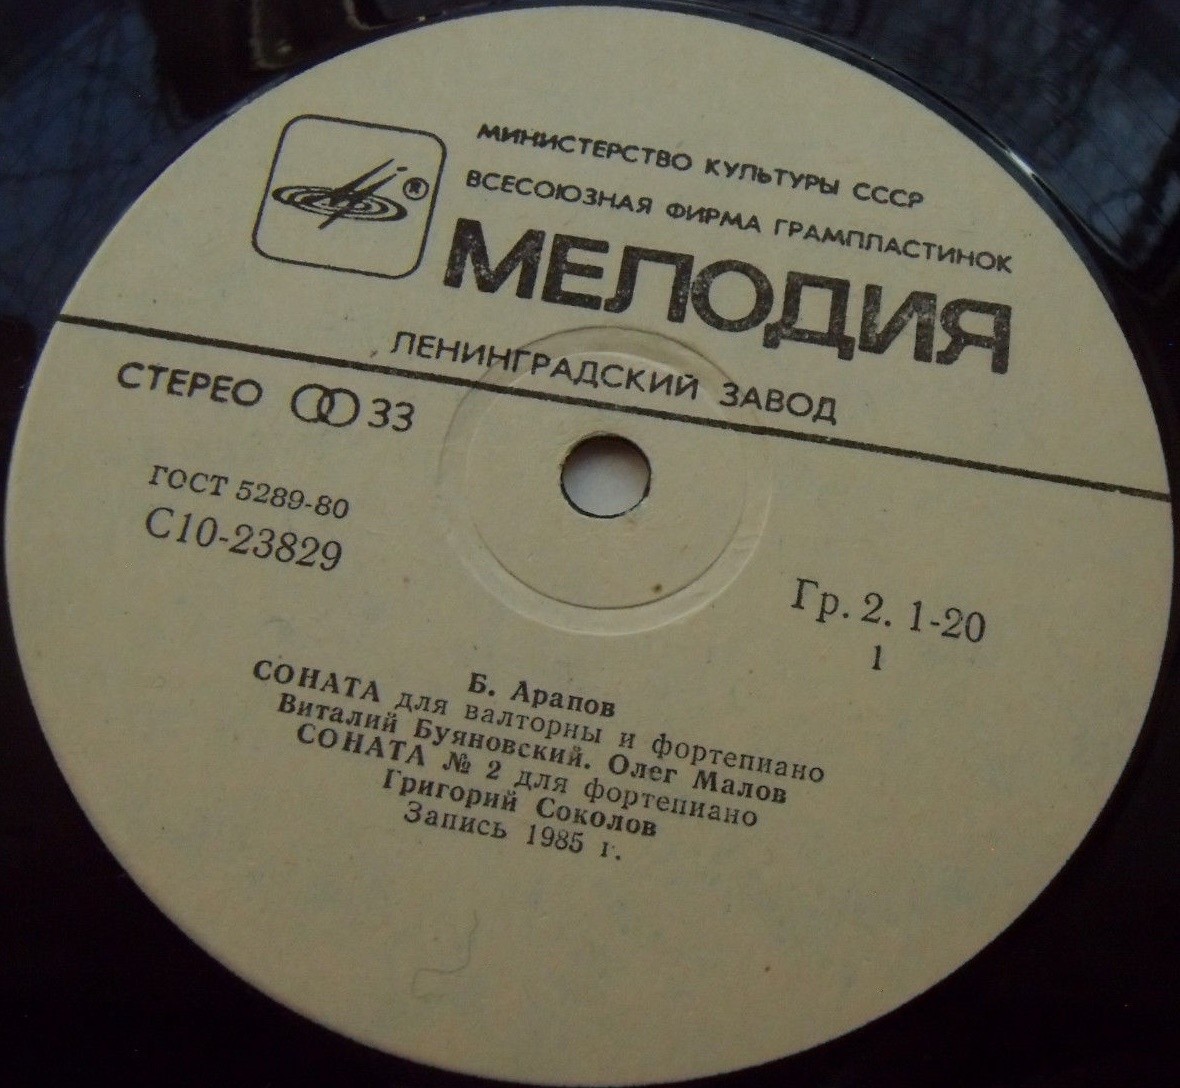 МИНИСТЕРСТВО КУЛЬТУРЫ СССР
ВСЕСОЮЗНАЯ ФИРМА ГРАМПЛАСТИНОК
®
МЕЛОДИЯ
ЛЕНИНГРАДСКИЙ ЗАВОД
СТЕРЕО 33
ГОСТ 5289-80
С10-23829
Гр. 2. 1-20
1
Б. Арапов
СОНАТА для валторны и фортепиано
Виталий Буяновский. Олег Малов
СОНАТА № 2 для фортепиано
Григорий Соколов
Запись 1985 г.